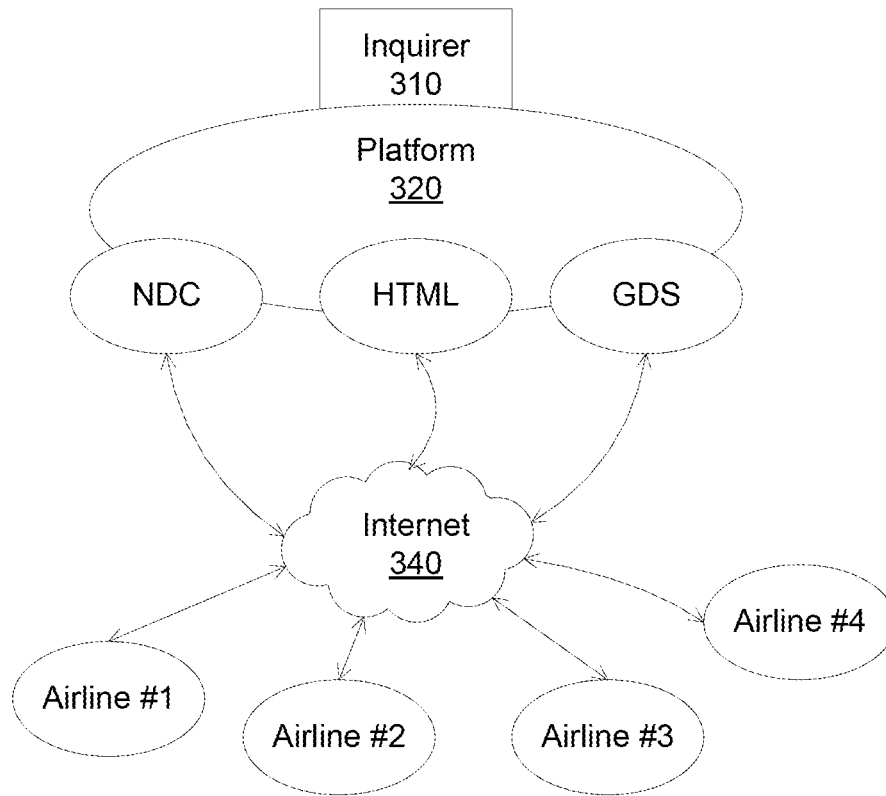 Inquirer
310
Platform
320
NDC
HTML
GDS
Internet
340
Airline #4
Airline #1
Airline #2
Airline #3